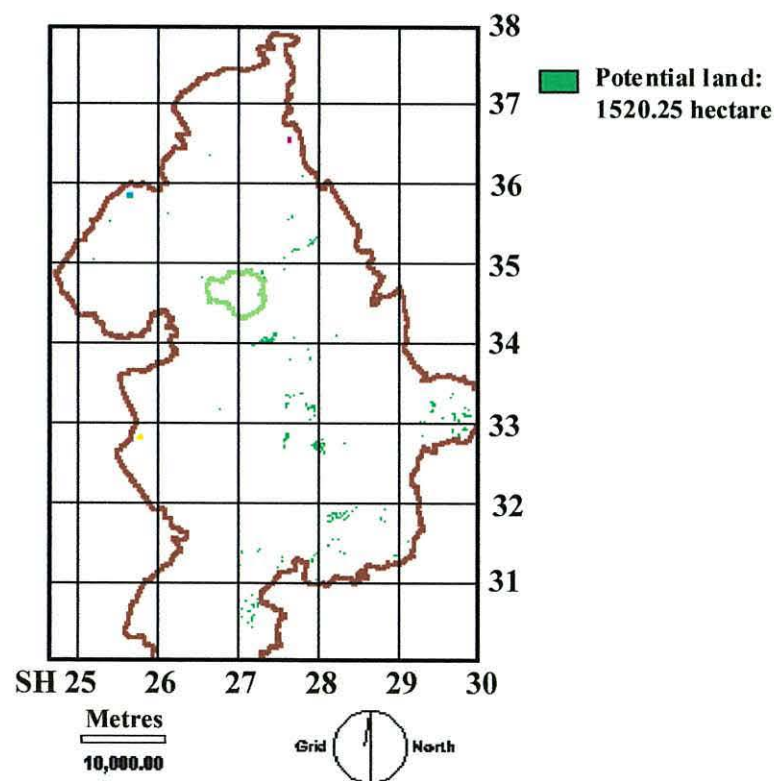 38
Potential land:
1520.25 hectare
37
36
35
34
33
32
31
SH 25 26 27 28 29 30
Metres
10,000.00
Grid North